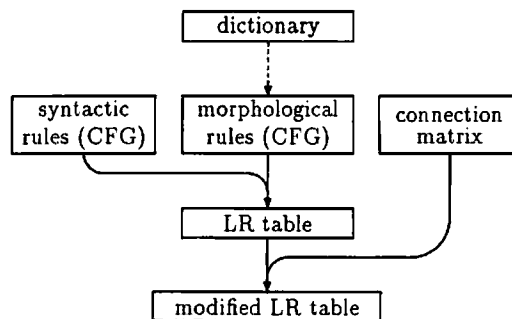 dictionary
syntactic
rules (CFG)
morphological
rules (CFG)
connection
matrix
LR table
modified LR table